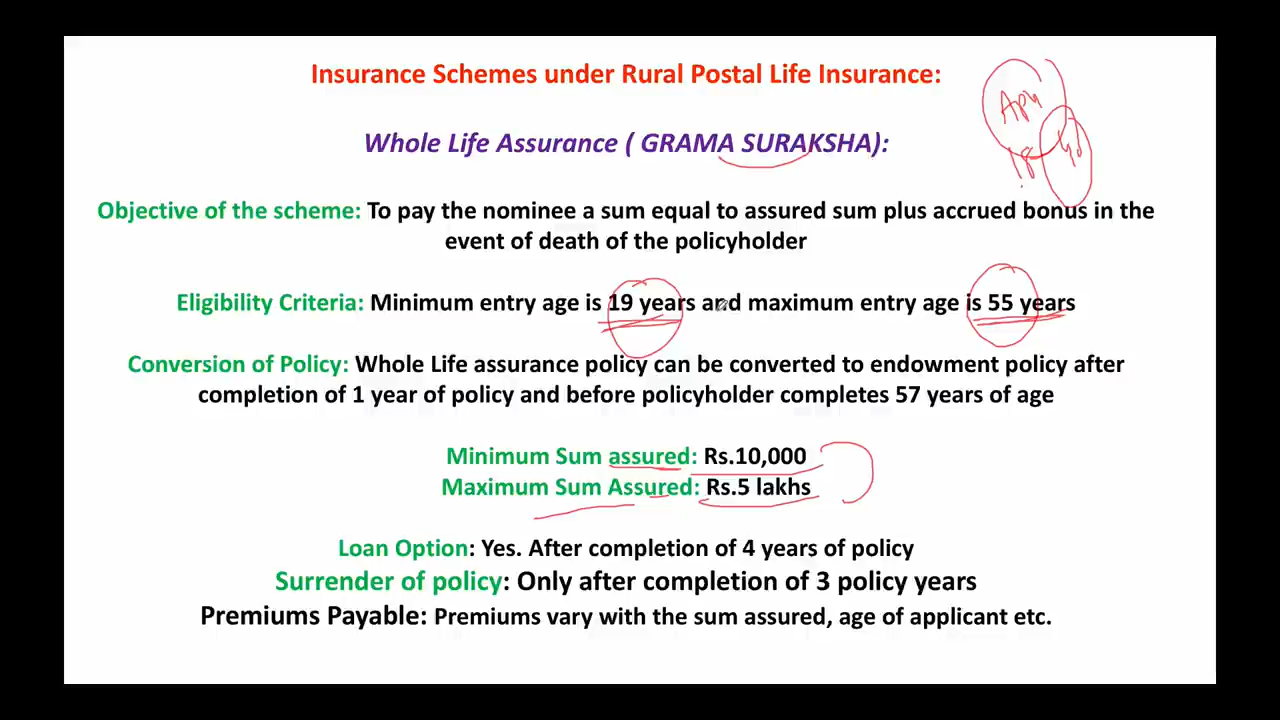 Insurance Schemes under Rural Postal Life Insurance:
Whole Life Assurance ( GRAMA SURAKSHA):
Objective of the scheme: To pay the nominee a sum equal to assured sum plus accrued bonus in the
event of death of the policyholder
Eligibility Criteria: Minimum entry age is 19 years and maximum entry age is 55 years
Conversion of Policy: Whole Life assurance policy can be converted to endowment policy after
completion of 1 year of policy and before policyholder completes 57 years of age
Minimum Sum assured: Rs.10,000
Maximum Sum Assured: Rs.5 lakhs
Loan Option: Yes. After completion of 4 years of policy
Surrender of policy: Only after completion of 3 policy years
Premiums Payable: Premiums vary with the sum assured, age of applicant etc.